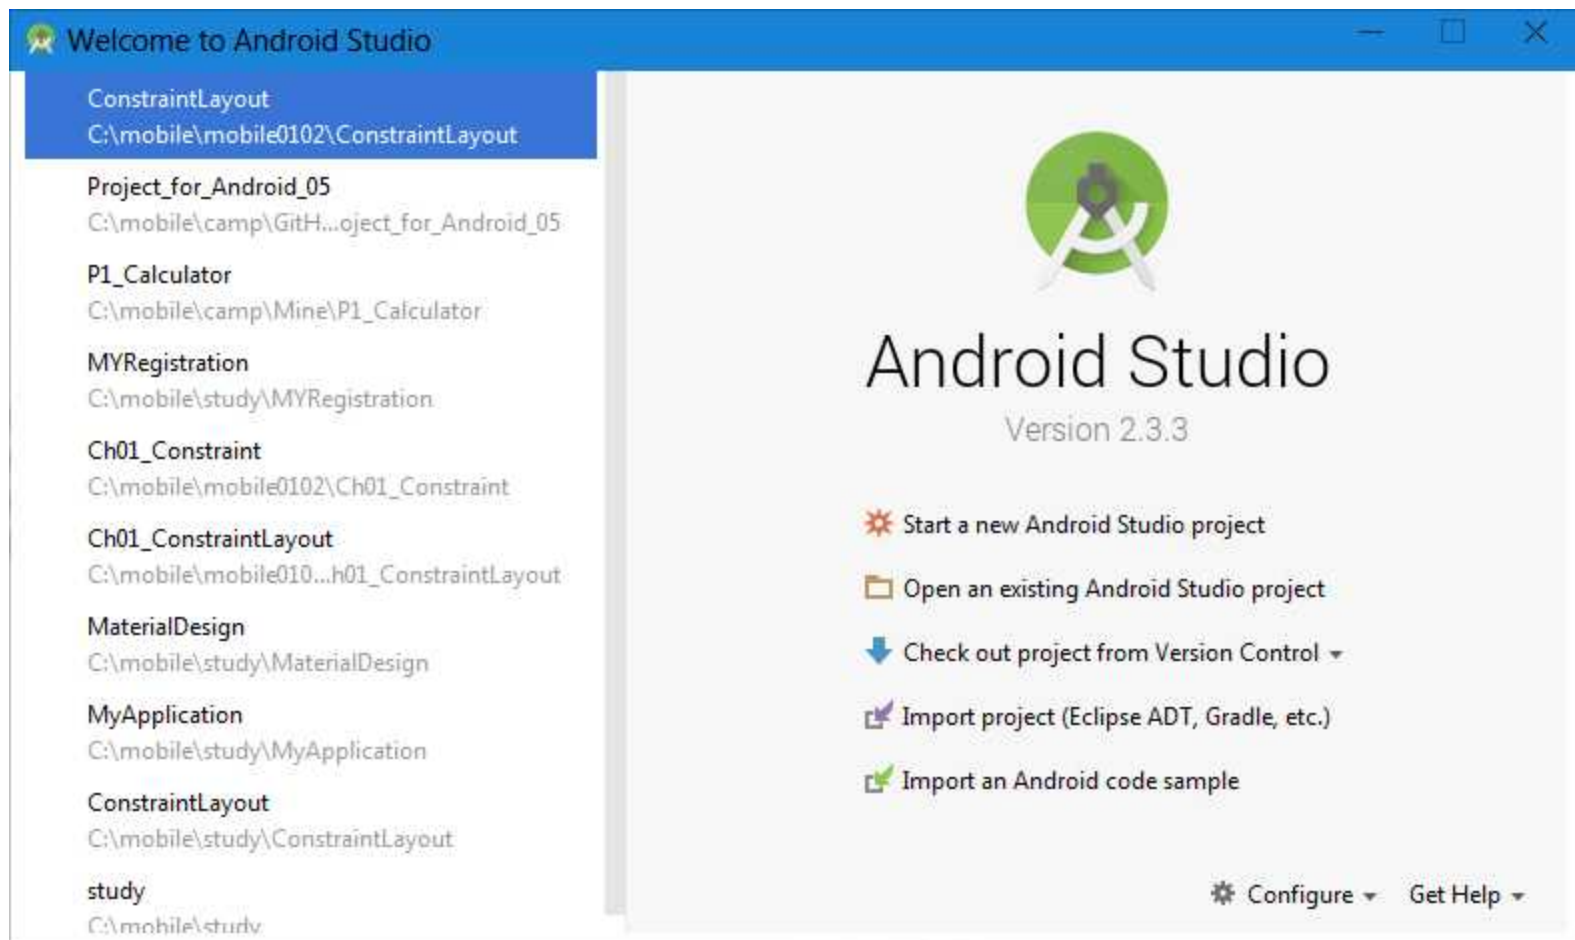 Welcome to Android Studio
ConstraintLayout
C:\mobile\mobile0102\ConstraintLayout
Project_for_Android_05
C:\mobile\camp\GitH...oject_for_Android_05
P1_Calculator
C:\mobile\camp\Mine\P1_Calculator
MYRegistration
C:\mobile\study\MYRegistration
Ch01_Constraint
C:\mobile\mobile0102\Ch01_Constraint
Ch01_ConstraintLayout
C:\mobile\mobile010...h01_ConstraintLayout
MaterialDesign
C:\mobile\study\MaterialDesign
MyApplication
C:\mobile\study\MyApplication
ConstraintLayout
C:\mobile\study\ConstraintLayout
study
C:\mobile\study
Android Studio
Version 2.3.3
Start a new Android Studio project
Open an existing Android Studio project
Check out project from Version Control
Import project (Eclipse ADT, Gradle, etc.)
Import an Android code sample
Configure Get Help